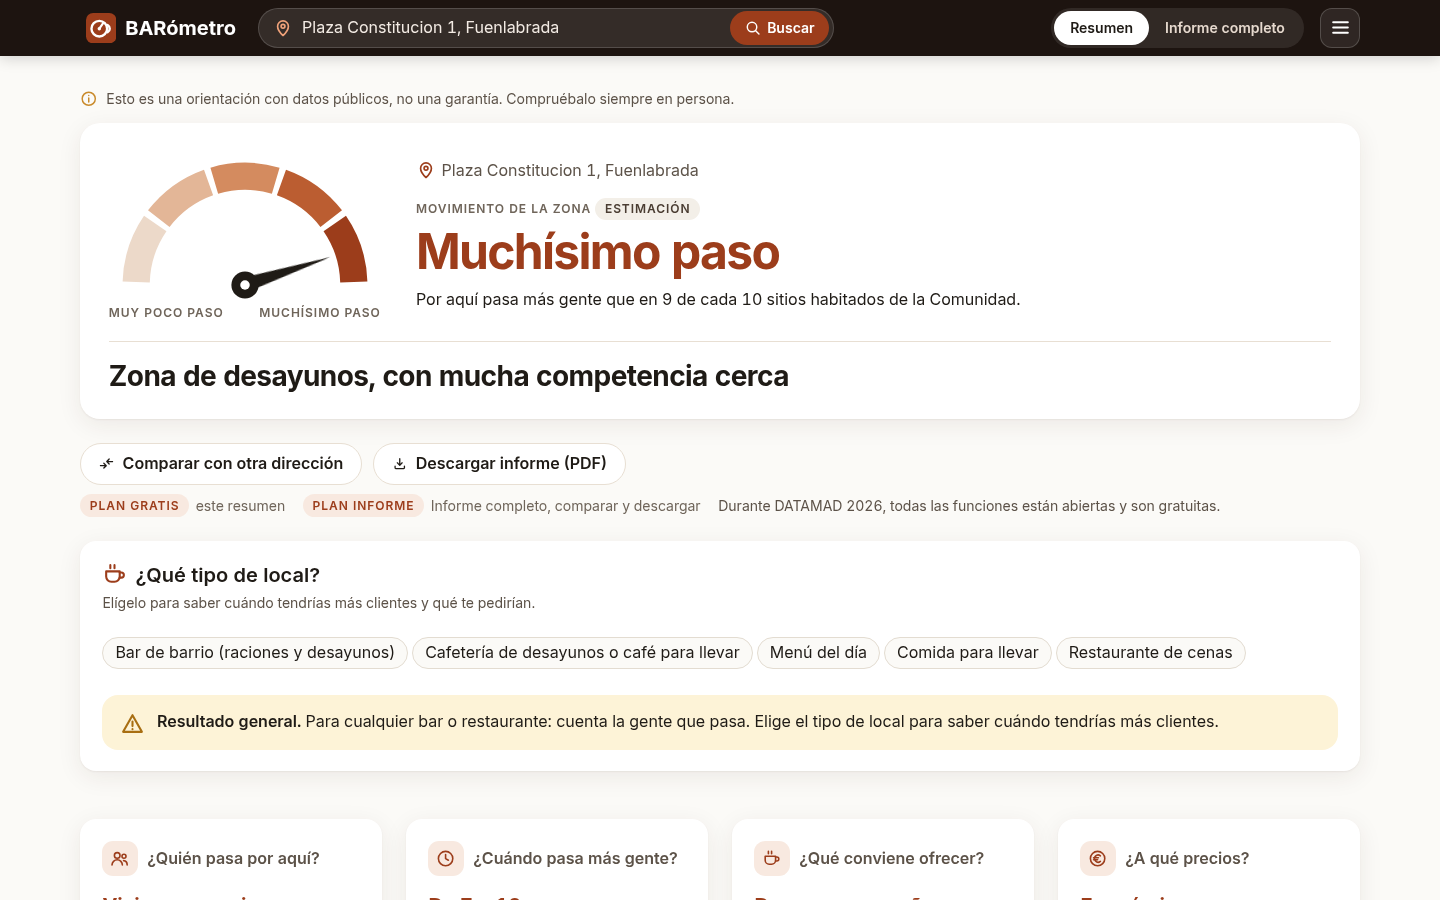 BARómetro
Plaza Constitucion 1, Fuenlabrada
Buscar
Resumen
Informe completo
Esto es una orientación con datos públicos, no una garantía. Compruébalo siempre en persona.
MUY POCO PASO
MUCHÍSIMO PASO
Plaza Constitucion 1, Fuenlabrada
MOVIMIENTO DE LA ZONA ESTIMACIÓN
Muchísimo paso
Por aquí pasa más gente que en 9 de cada 10 sitios habitados de la Comunidad.
Zona de desayunos, con mucha competencia cerca
Comparar con otra dirección
Descargar informe (PDF)
PLAN GRATIS este resumen PLAN INFORME Informe completo, comparar y descargar Durante DATAMAD 2026, todas las funciones están abiertas y son gratuitas.
¿Qué tipo de local?
Elígelo para saber cuándo tendrías más clientes y qué te pedirían.
Bar de barrio (raciones y desayunos)
Cafetería de desayunos o café para llevar
Menú del día
Comida para llevar
Restaurante de cenas
Resultado general. Para cualquier bar o restaurante: cuenta la gente que pasa. Elige el tipo de local para saber cuándo tendrías más clientes.
¿Quién pasa por aquí?
¿Cuándo pasa más gente?
¿Qué conviene ofrecer?
¿A qué precios?